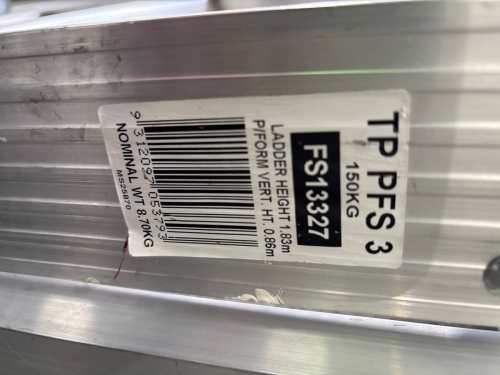 TP PFS 3
150KG
FS13327
LADDER HEIGHT 1.83m
P/FORM VERT. HT. 0.86m
9 312097 053793
NOMINAL WT 8.70KG
MS25870